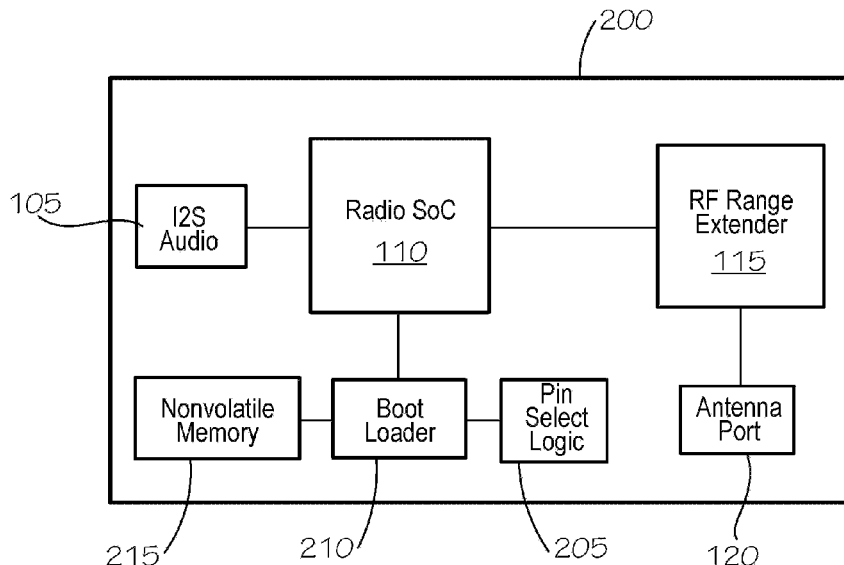 200
105
I2S
Audio
Radio SoC
110
RF Range
Extender
115
Nonvolatile
Memory
Boot
Loader
Pin
Select
Logic
Antenna
Port
215
210
205
120